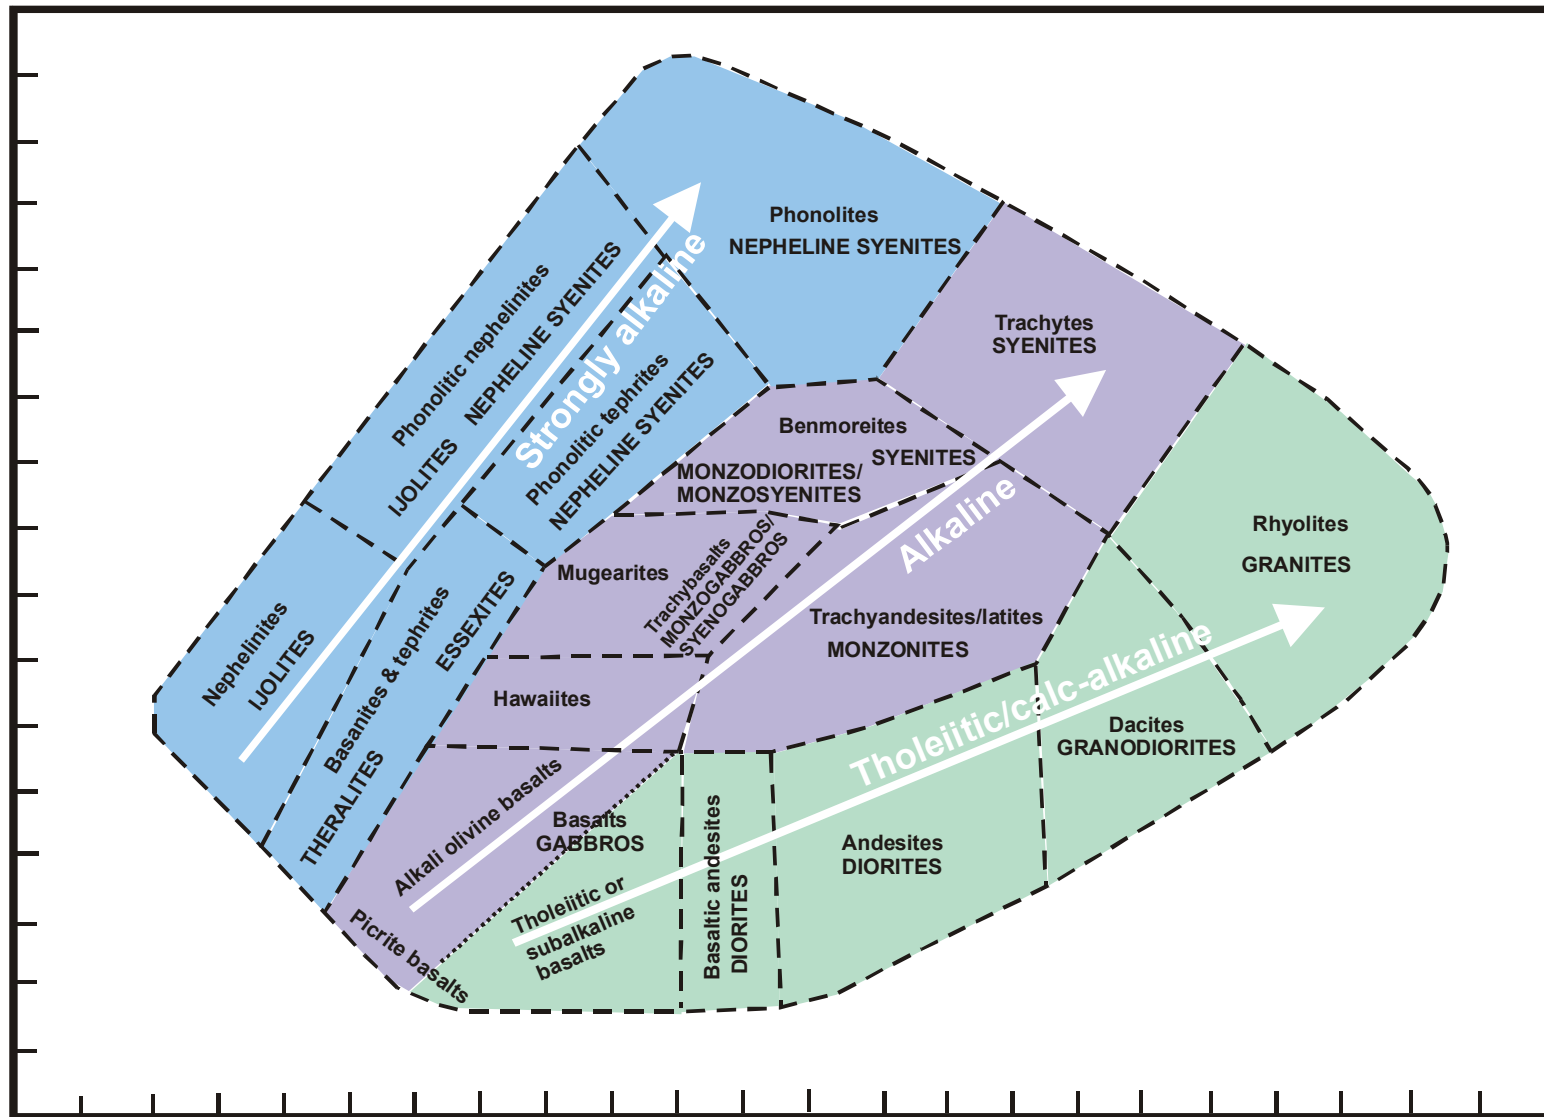 Phonolites
NEPHELINE SYENITES
Phonolitic nephelinites
IJOLITES
NEPHELINE SYENITES
Strongly alkaline
Phonolitic tephrites
NEPHELINE SYENITES
Trachytes
SYENITES
Benmoreites
SYENITES
MONZODIORITES/
MONZOSYENITES
Alkaline
Rhyolites
GRANITES
Mugearites
Trachybasalts
MONZOGABBROS/
SYENOGABBROS
Trachyandesites/latites
MONZONITES
Nephelinites
IJOLITES
Basanites & tephrites
ESSEXITES
THERALITES
Hawaiites
Tholeiitic/calc-alkaline
Dacites
GRANODIORITES
Alkali olivine basalts
Basalts
GABBROS
Andesites
DIORITES
Basaltic andesites
DIORITES
Tholeiitic or
subalkaline
basalts
Picrite basalts